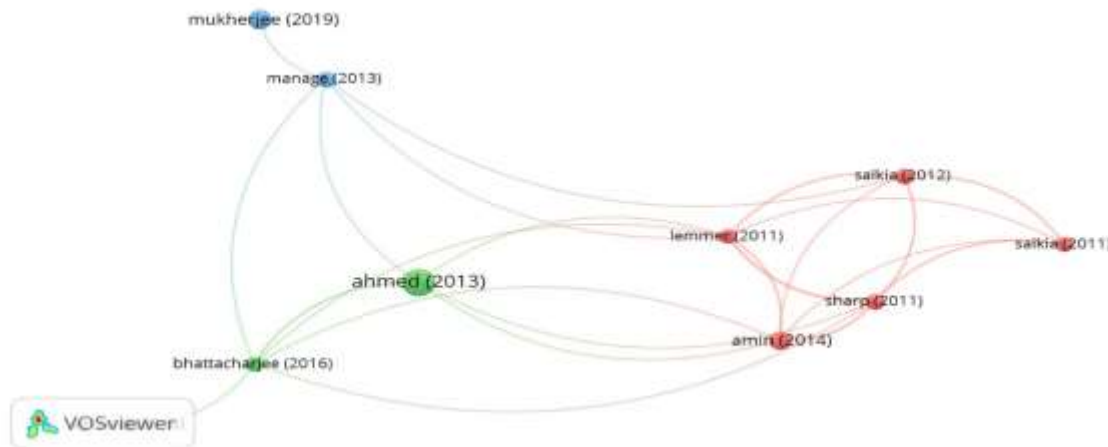 mukherjee (2019)
manage (2013)
saikia (2012)
lemmer (2011)
saikia (2011)
ahmed (2013)
sharp (2011)
amin (2014)
bhattacharjee (2016)
VOSviewer